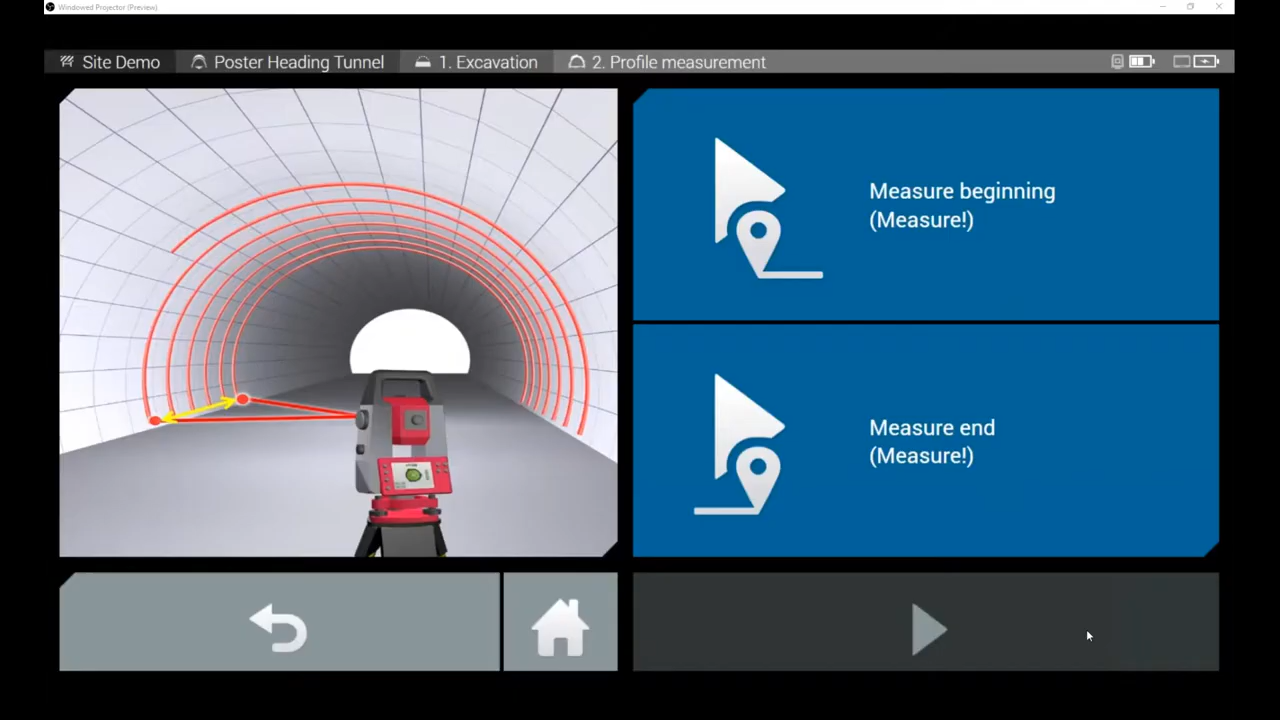 Windowed Projector (Preview)
Site Demo
Poster Heading Tunnel
1. Excavation
2. Profile measurement
Measure beginning
(Measure!)
Measure end
(Measure!)